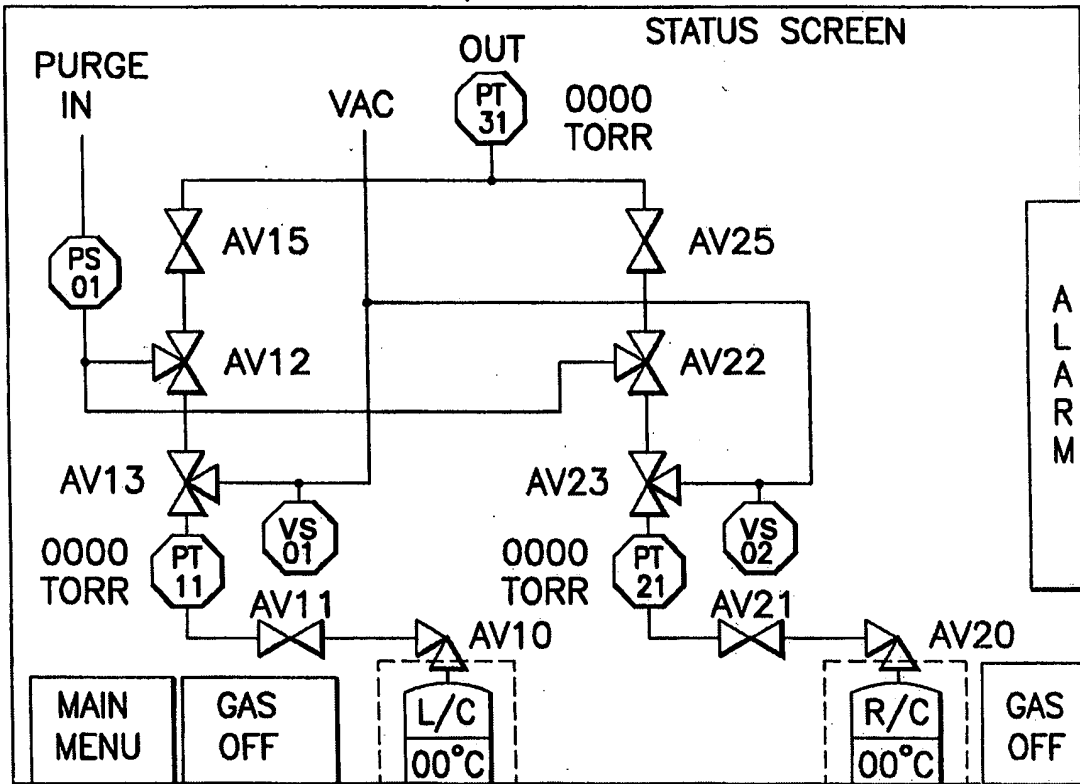 STATUS SCREEN
PURGE
IN
VAC
OUT
PT
31
0000
TORR
PS
01
AV15
AV25
AV12
AV22
AV13
AV23
VS
01
VS
02
0000
TORR
PT
11
0000
TORR
PT
21
AV11
AV10
AV21
AV20
MAIN
MENU
GAS
OFF
L/C
00°C
R/C
00°C
GAS
OFF
A
L
A
R
M